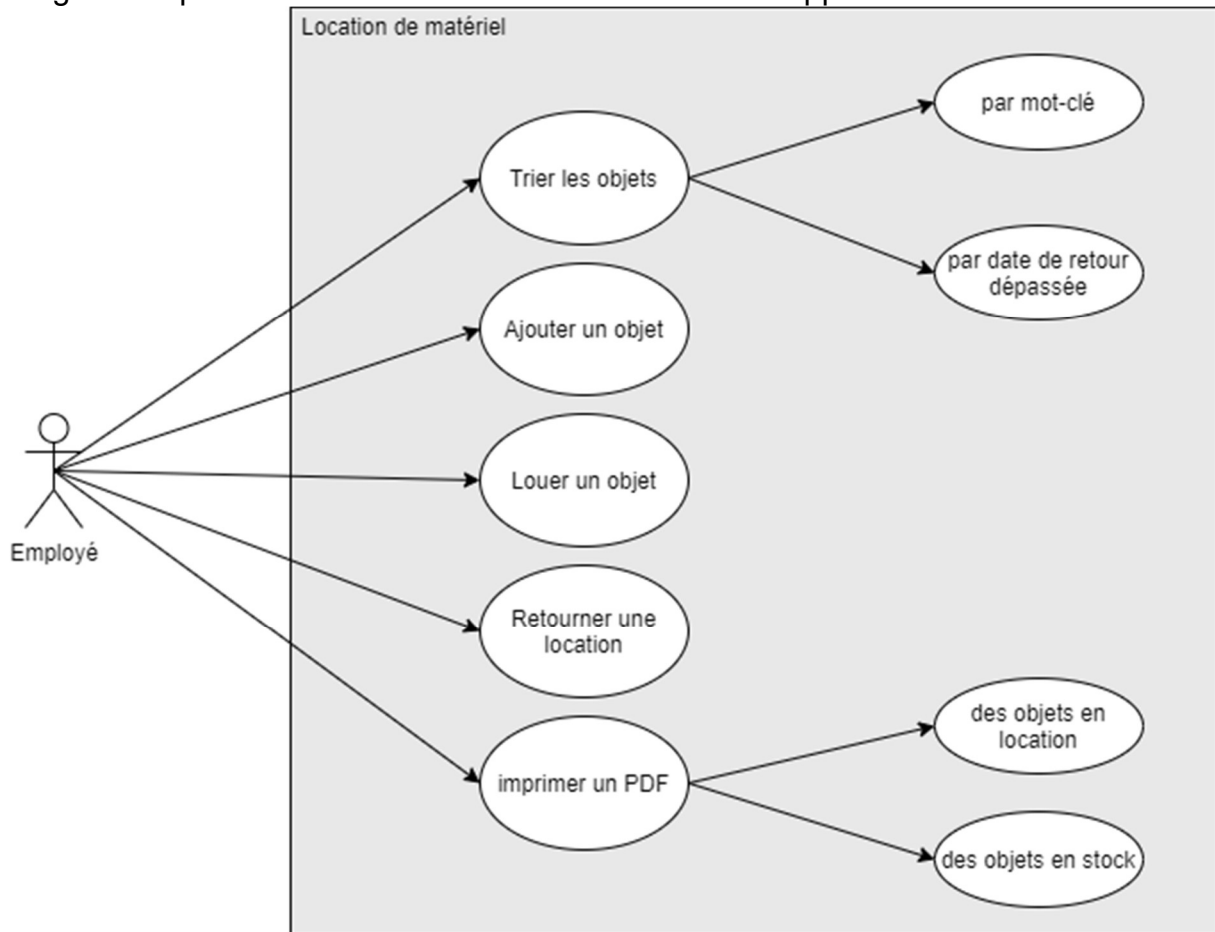 Location de matériel
par mot-clé
Trier les objets
par date de retour
dépassée
Ajouter un objet
Louer un objet
Employé
Retourner une
location
des objets en
location
imprimer un PDF
des objets en stock